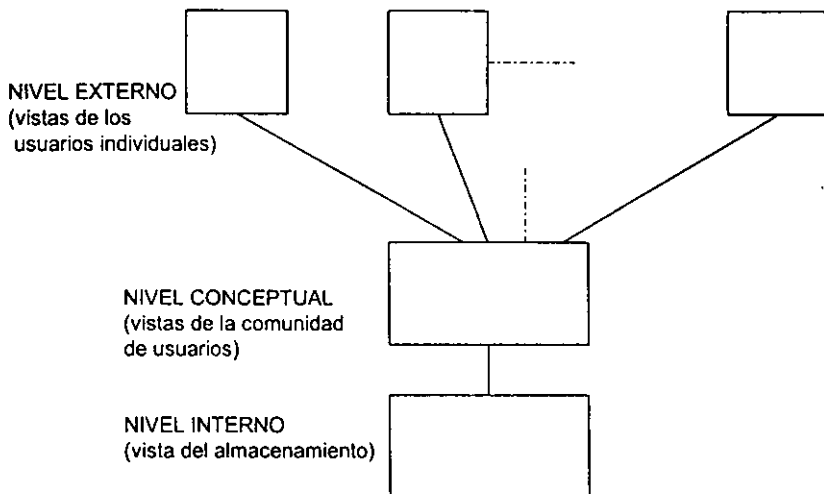 NIVEL EXTERNO
(vistas de los
usuarios individuales)
NIVEL CONCEPTUAL
(vistas de la comunidad
de usuarios)
NIVEL INTERNO
(vista del almacenamiento)